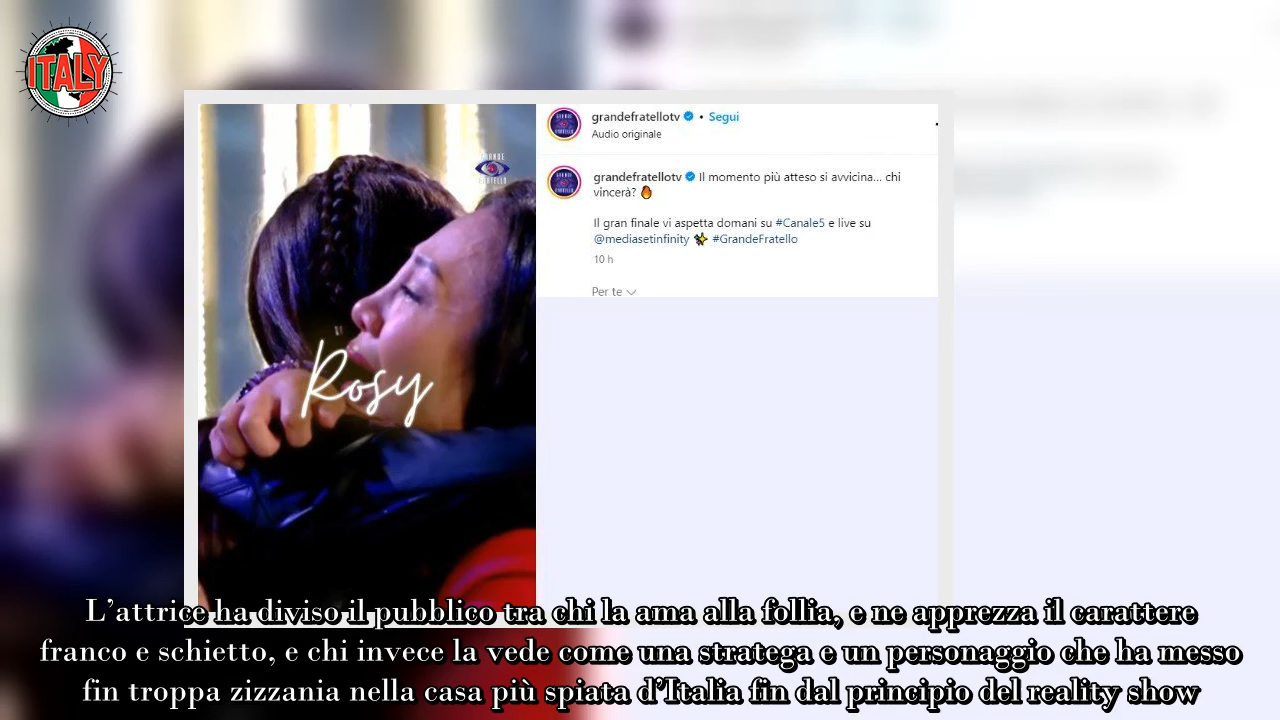 ITALY
GRANDE
FRATELLO
grandefratellotv • Segui
Audio originale
grandefratellotv Il momento più atteso si avvicina... chi
vincerà?
Il gran finale vi aspetta domani su #Canale5 e live su
@mediasetinfinity #GrandeFratello
10 h
Per te
Rosy
L'attrice ha diviso il pubblico tra chi la ama alla follia, e ne apprezza il carattere
franco e schietto, e chi invece la vede come una stratega e un personaggio che ha messo
fin troppa zizzania nella casa più spiata d'Italia fin dal principio del reality show